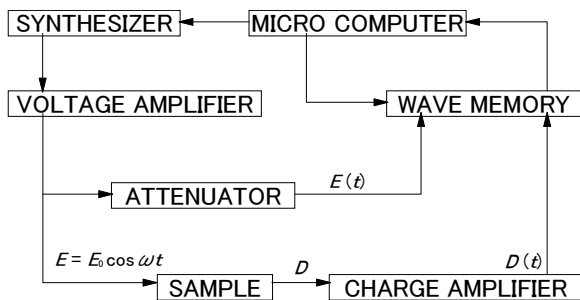 SYNTHESIZER
MICRO COMPUTER
VOLTAGE AMPLIFIER
WAVE MEMORY
ATTENUATOR
E(t)
E = E₀ cos ωt
D
D(t)
SAMPLE
CHARGE AMPLIFIER